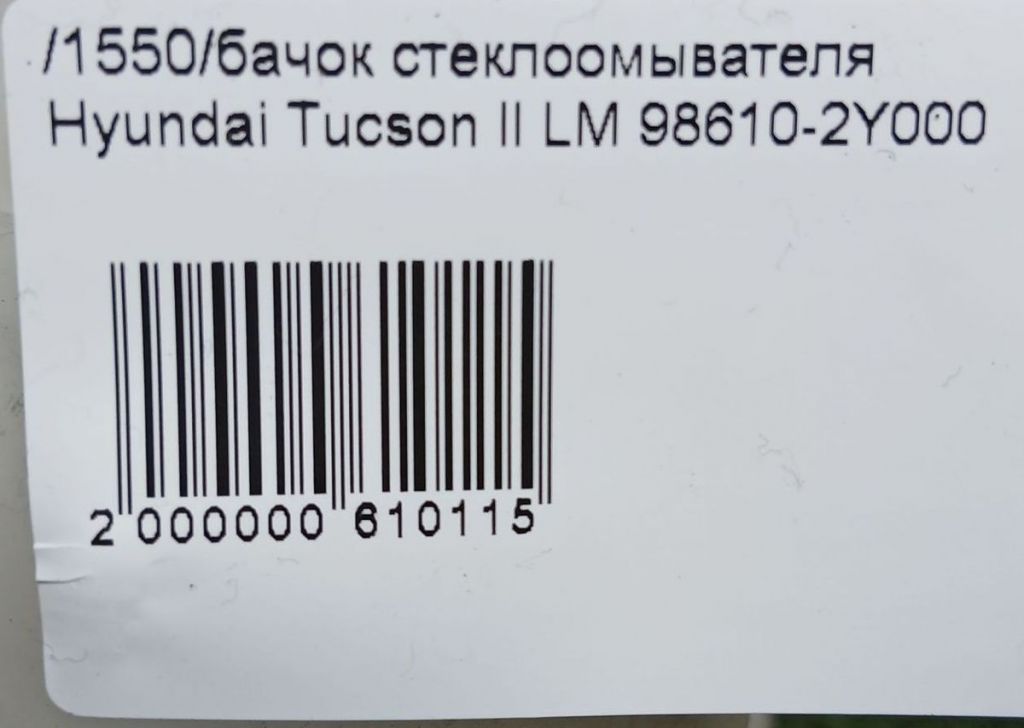 /1550/бачок стеклоомывателя
Hyundai Tucson II LM 98610-2Y000
2 000000 610115